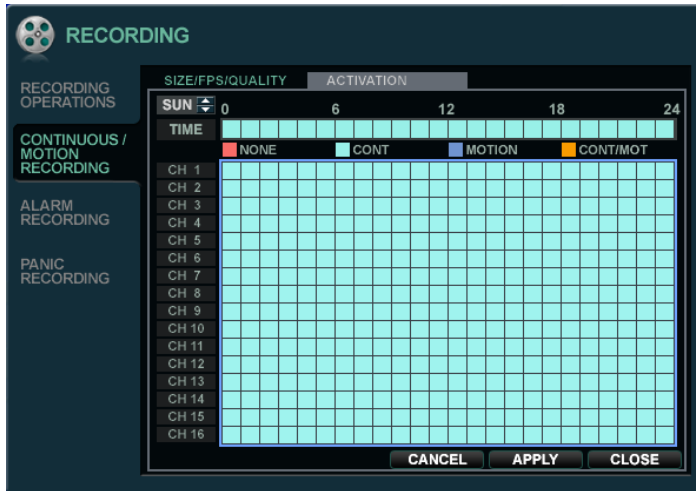 RECORDING
RECORDING
OPERATIONS
CONTINUOUS /
MOTION
RECORDING
ALARM
RECORDING
PANIC
RECORDING
SIZE/FPS/QUALITY ACTIVATION
SUN 0 6 12 18 24
TIME
NONE CONT MOTION CONT/MOT
CH 1
CH 2
CH 3
CH 4
CH 5
CH 6
CH 7
CH 8
CH 9
CH 10
CH 11
CH 12
CH 13
CH 14
CH 15
CH 16
CANCEL APPLY CLOSE